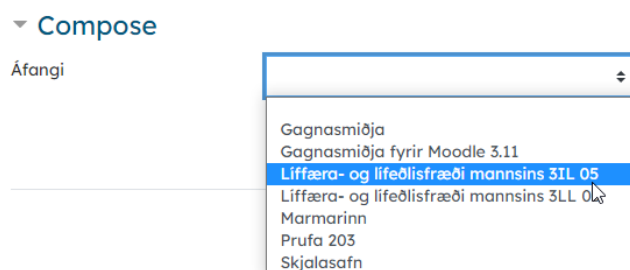 Compose
Áfangi
Gagnasmiðja
Gagnasmiðja fyrir Moodle 3.11
Líffæra- og lífeðlisfræði mannsins 3IL 05
Líffæra- og lífeðlisfræði mannsins 3LL
Marmarinn
Prufa 203
Skjalasafn